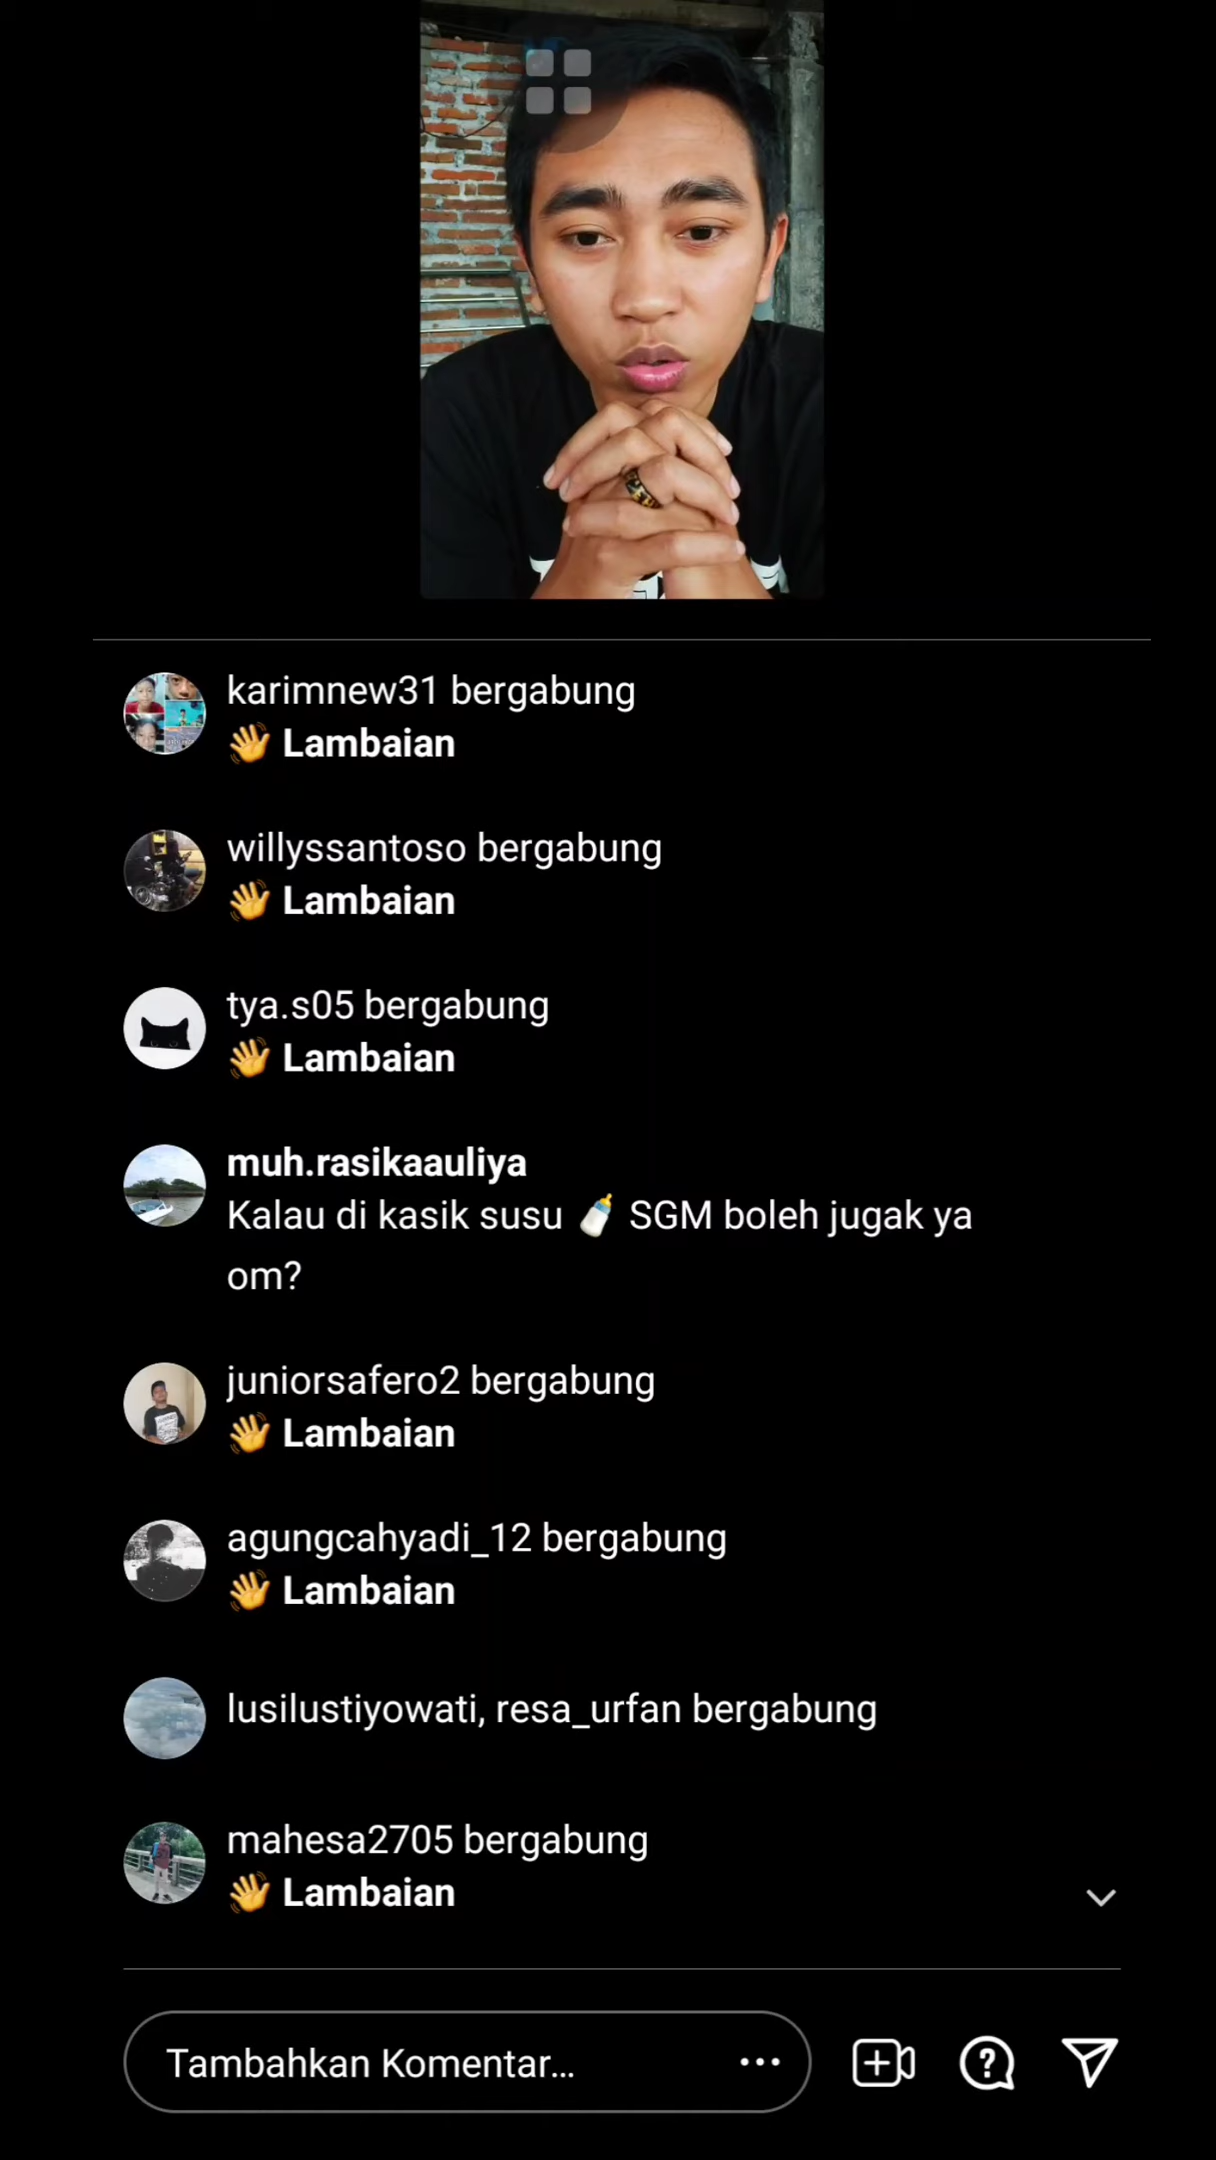 karimnew31 bergabung
👋 Lambaian
willyssantoso bergabung
👋 Lambaian
tya.s05 bergabung
👋 Lambaian
muh.rasikaauliya
Kalau di kasik susu 🍼 SGM boleh jugak ya
om?
juniorsafero2 bergabung
👋 Lambaian
agungcahyadi_12 bergabung
👋 Lambaian
lusilustiyowati, resa_urfan bergabung
mahesa2705 bergabung
👋 Lambaian
Tambahkan Komentar...